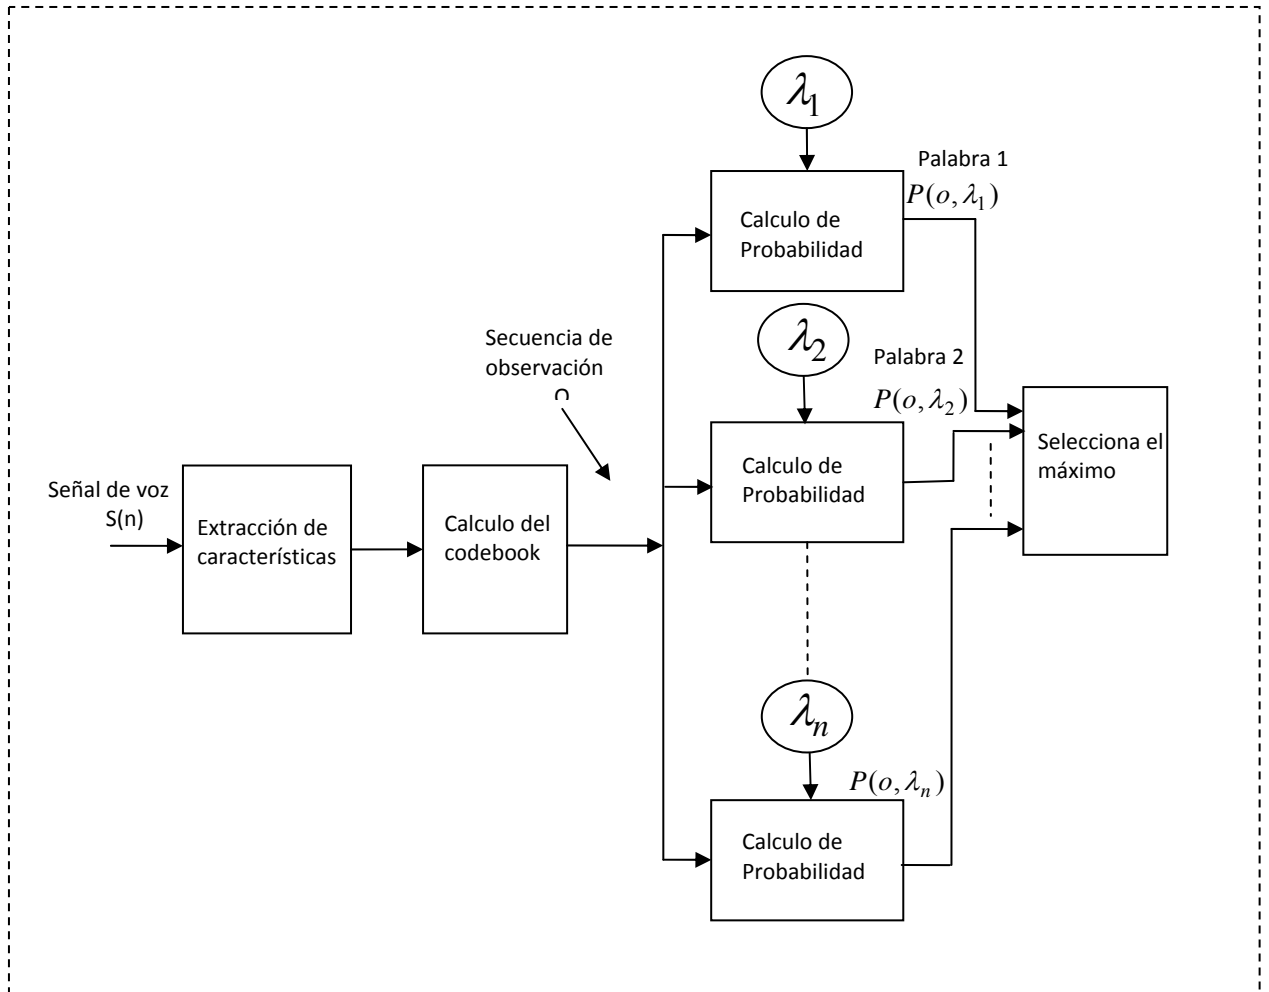 λ₁
Palabra 1
P(o, λ₁)
Calculo de
Probabilidad
λ₂
Secuencia de
observación
O
Palabra 2
P(o, λ₂)
Calculo de
Probabilidad
Selecciona el
máximo
Señal de voz
S(n)
Extracción de
características
Calculo del
codebook
λₙ
P(o, λₙ)
Calculo de
Probabilidad